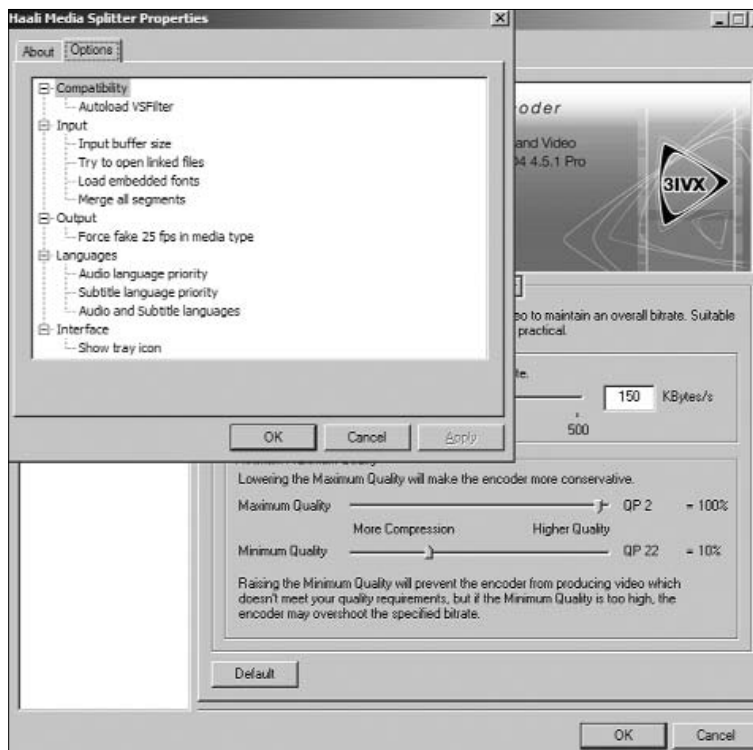 Haali Media Splitter Properties
About
Options
Compatibility
Autoload VSFilter
Input
Input buffer size
Try to open linked files
Load embedded fonts
Merge all segments
Output
Force fake 25 fps in media type
Languages
Audio language priority
Subtitle language priority
Audio and Subtitle languages
Interface
Show tray icon
OK
Cancel
Apply
oder
and Video
4.5.1 Pro
3IVX
eo to maintain an overall bitrate. Suitable
practical.
te.
150 KBytes/s
500
Lowering the Maximum Quality will make the encoder more conservative.
Maximum Quality QP 2 = 100%
More Compression Higher Quality
Minimum Quality QP 22 = 10%
Raising the Minimum Quality will prevent the encoder from producing video which
doesn't meet your quality requirements, but if the Minimum Quality is too high, the
encoder may overshoot the specified bitrate.
Default
OK
Cancel